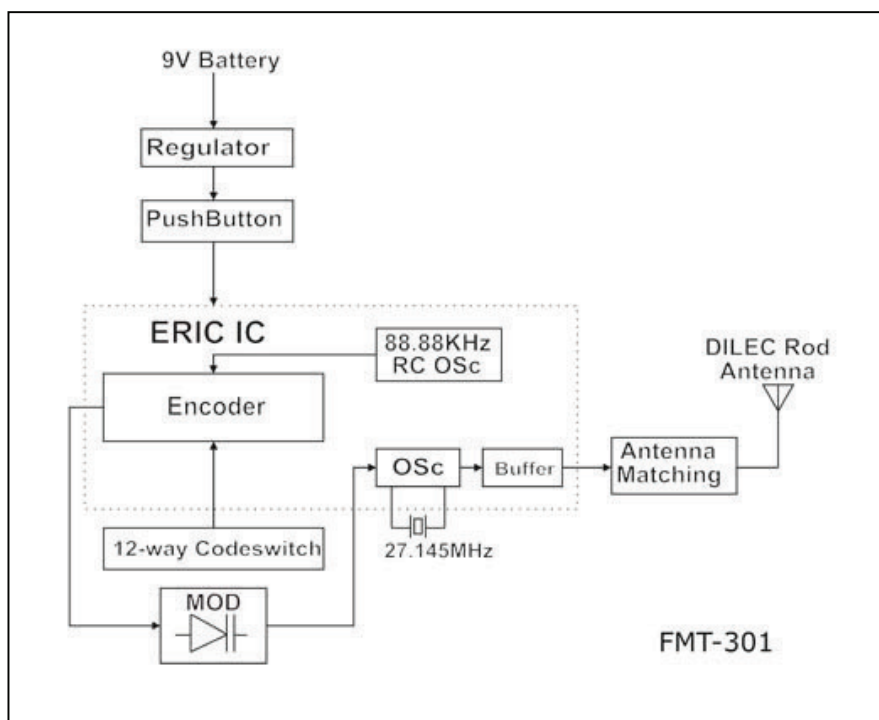 9V Battery
Regulator
PushButton
ERIC IC
88.88KHz
RC OSc
DILEC Rod
Antenna
Encoder
OSc
Buffer
Antenna
Matching
12-way Codeswitch
27.145MHz
MOD
FMT-301